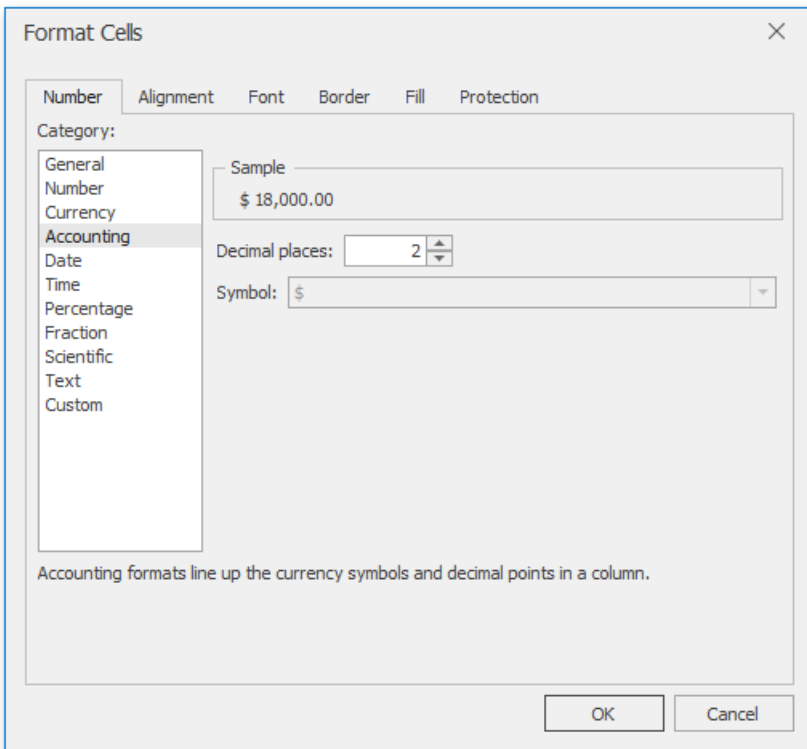 Format Cells
Number Alignment Font Border Fill Protection
Category:
General
Number
Currency
Accounting
Date
Time
Percentage
Fraction
Scientific
Text
Custom
Sample
$ 18,000.00
Decimal places: 2
Symbol: $
Accounting formats line up the currency symbols and decimal points in a column.
OK Cancel